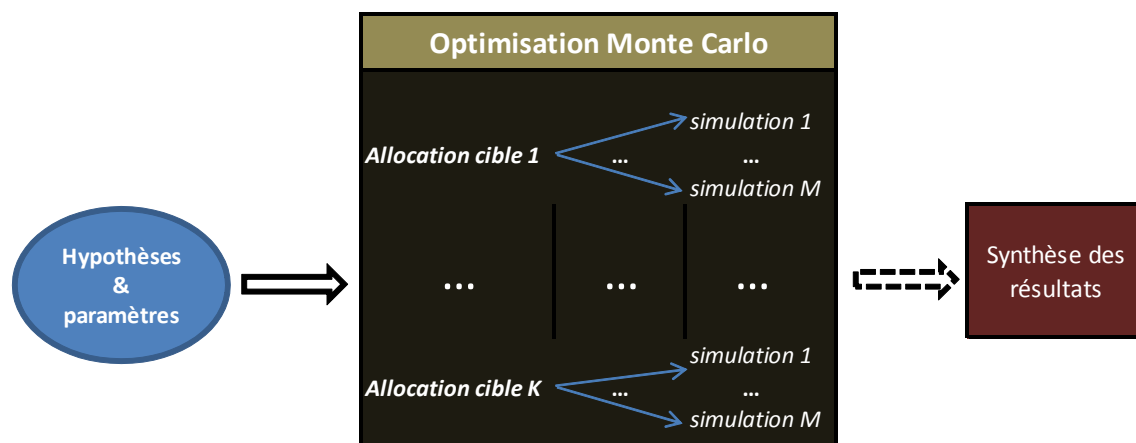 Optimisation Monte Carlo
simulation 1
Allocation cible 1
... ...
simulation M
Hypothèses
&
paramètres
... ... ...
Synthèse des
résultats
simulation 1
Allocation cible K
... ...
simulation M